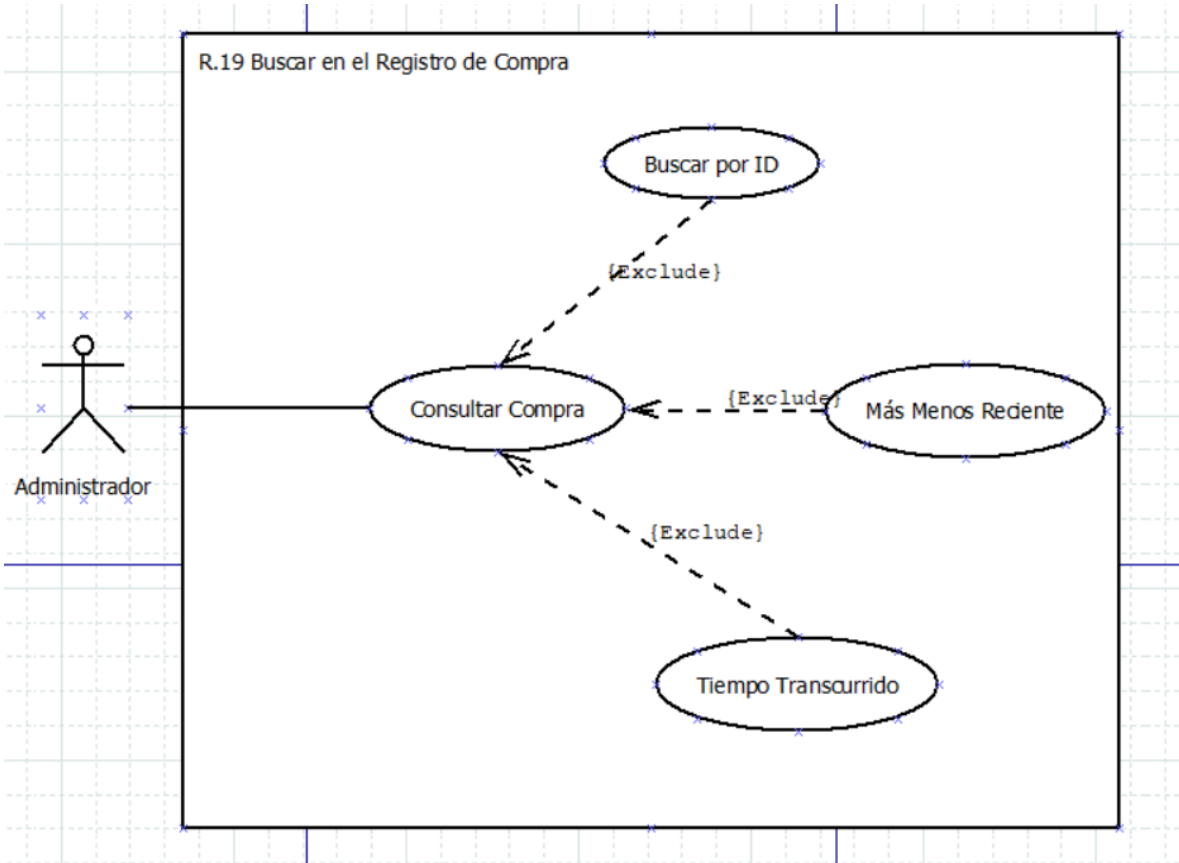 R.19 Buscar en el Registro de Compra
Buscar por ID
{Exclude}
Consultar Compra
{Exclude}
Más Menos Reciente
Administrador
{Exclude}
Tiempo Transcurrido